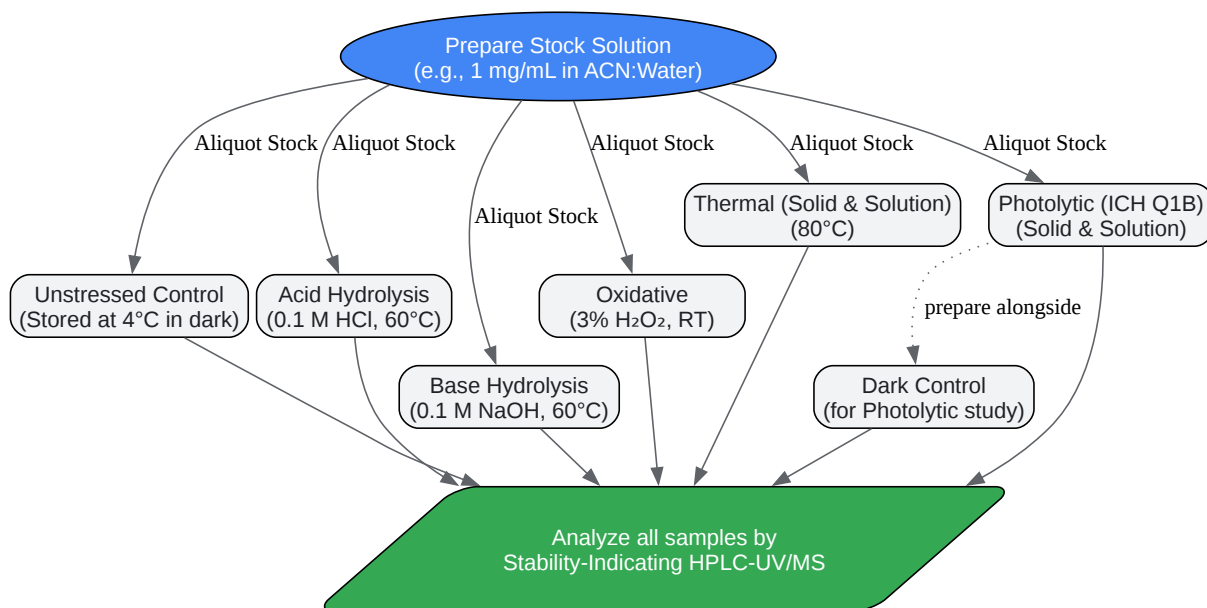 Prepare Stock Solution
(e.g., 1 mg/mL in ACN:Water)
Aliquot Stock
Aliquot Stock
Aliquot Stock
Aliquot Stock
Aliquot Stock
Aliquot Stock
Thermal (Solid & Solution)
(80°C)
Photolytic (ICH Q1B)
(Solid & Solution)
Unstressed Control
(Stored at 4°C in dark)
Acid Hydrolysis
(0.1 M HCl, 60°C)
Oxidative
(3% H₂O₂, RT)
prepare alongside
Base Hydrolysis
(0.1 M NaOH, 60°C)
Dark Control
(for Photolytic study)
Analyze all samples by
Stability-Indicating HPLC-UV/MS